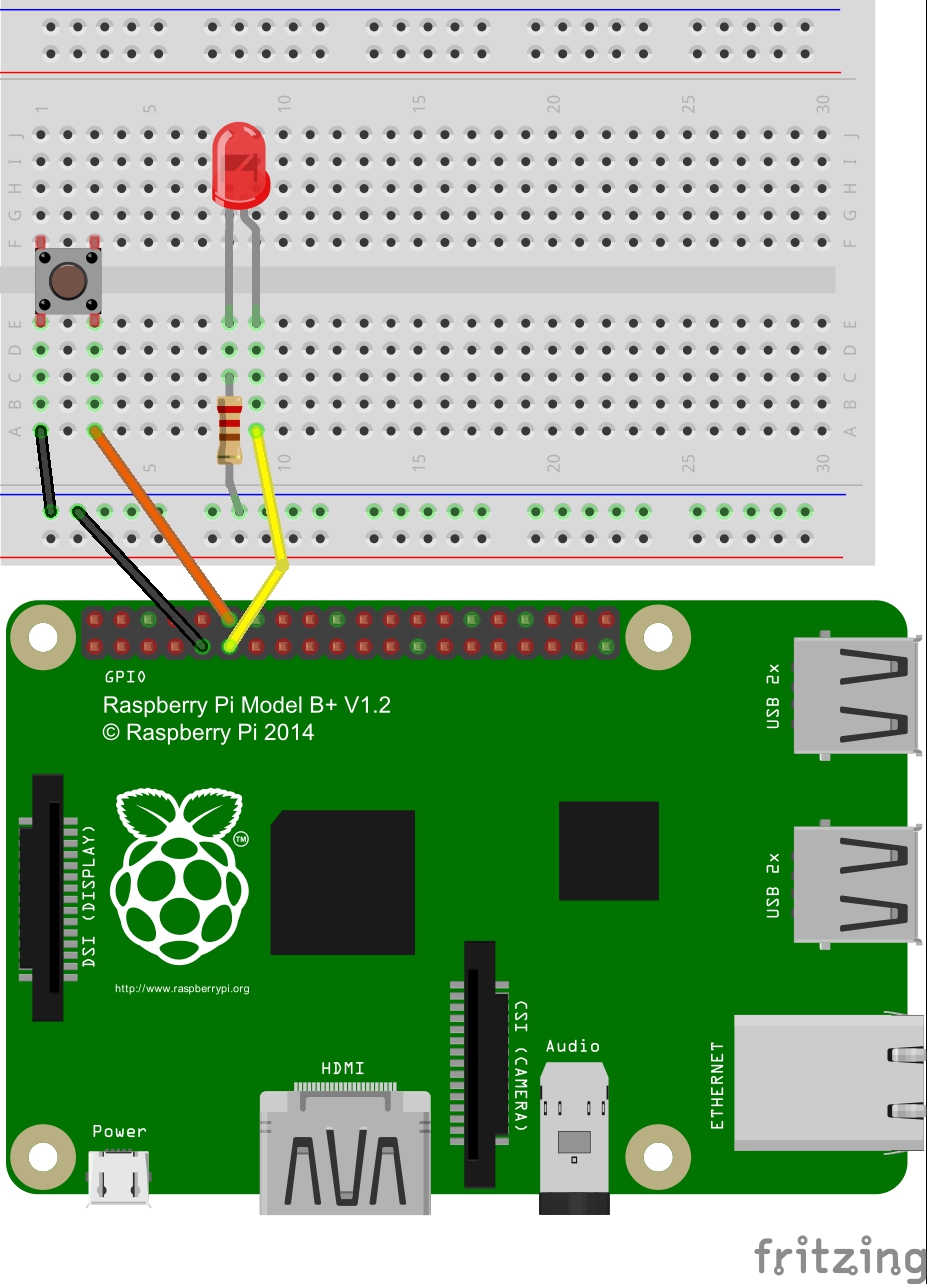 1 5 10 15 20 25 30
J J
I I
H H
G G
F F
E E
D D
C C
B B
A A
1 5 10 15 20 25 30
GPIO
Raspberry Pi Model B+ V1.2
© Raspberry Pi 2014
USB 2x
TM
DSI (DISPLAY)
USB 2x
http://www.raspberrypi.org
CSI (CAMERA)
Audio
ETHERNET
HDMI
Power
fritzing